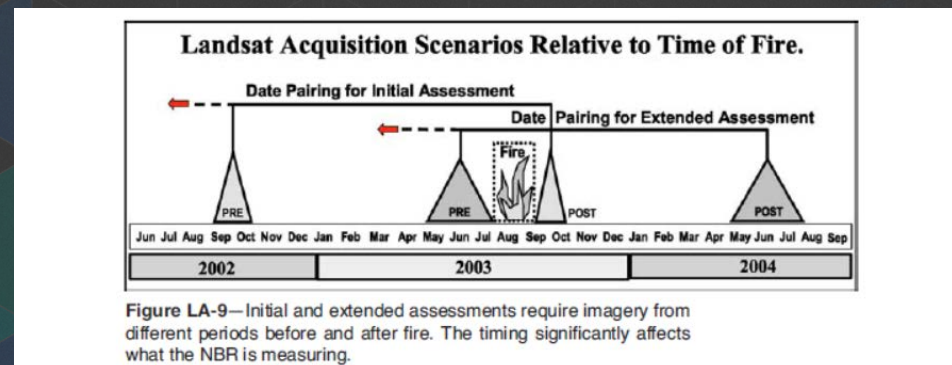 Landsat Acquisition Scenarios Relative to Time of Fire.
Date Pairing for Initial Assessment
Date Pairing for Extended Assessment
Fire
PRE
PRE
POST
POST
Jun Jul Aug Sep Oct Nov Dec Jan Feb Mar Apr May Jun Jul Aug Sep Oct Nov Dec Jan Feb Mar Apr May Jun Jul Aug Sep
2002 2003 2004
Figure LA-9—Initial and extended assessments require imagery from
different periods before and after fire. The timing significantly affects
what the NBR is measuring.